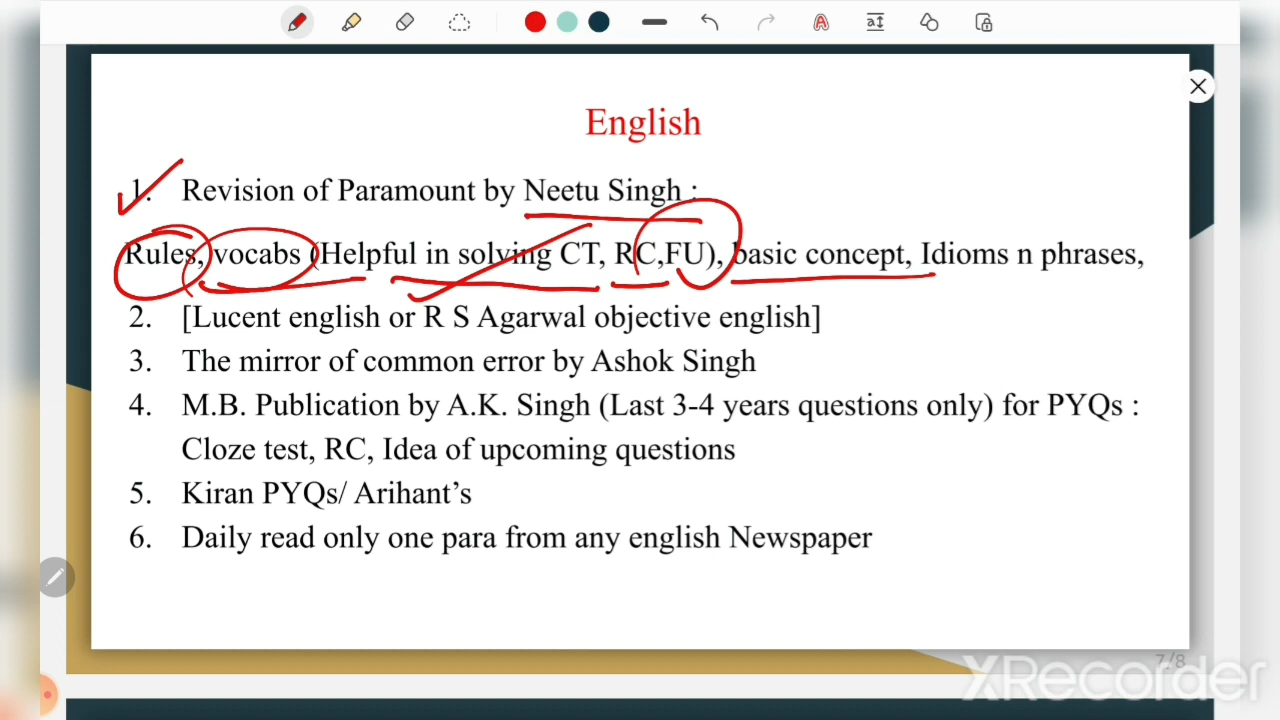 English
1. Revision of Paramount by Neetu Singh :
Rules, vocabs (Helpful in solving CT, RC,FU), basic concept, Idioms n phrases,
2. [Lucent english or R S Agarwal objective english]
3. The mirror of common error by Ashok Singh
4. M.B. Publication by A.K. Singh (Last 3-4 years questions only) for PYQs :
Cloze test, RC, Idea of upcoming questions
5. Kiran PYQs/ Arihant’s
6. Daily read only one para from any english Newspaper
7/8
XRecorder